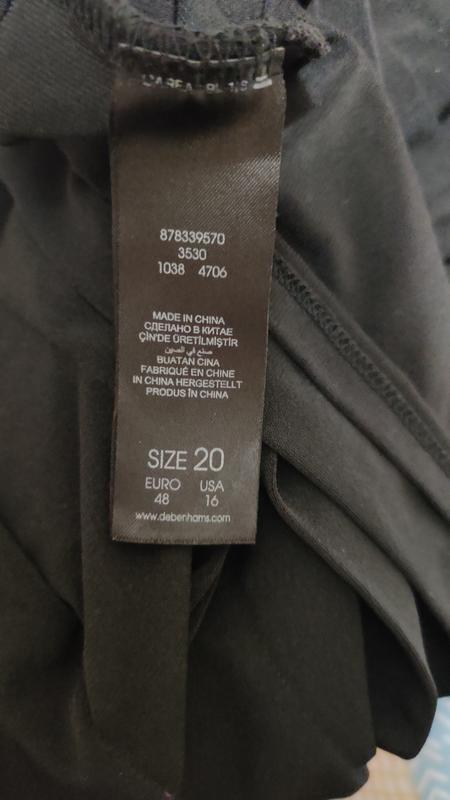 878339570
3530
1038 4706
MADE IN CHINA
СДЕЛАНО В КИТАЕ
ÇİN'DE ÜRETİLMİŞTİR
صنع في الصين
BUATAN CINA
FABRIQUÉ EN CHINE
IN CHINA HERGESTELLT
PRODUS ÎN CHINA
SIZE 20
EURO USA
48 16
www.debenhams.com